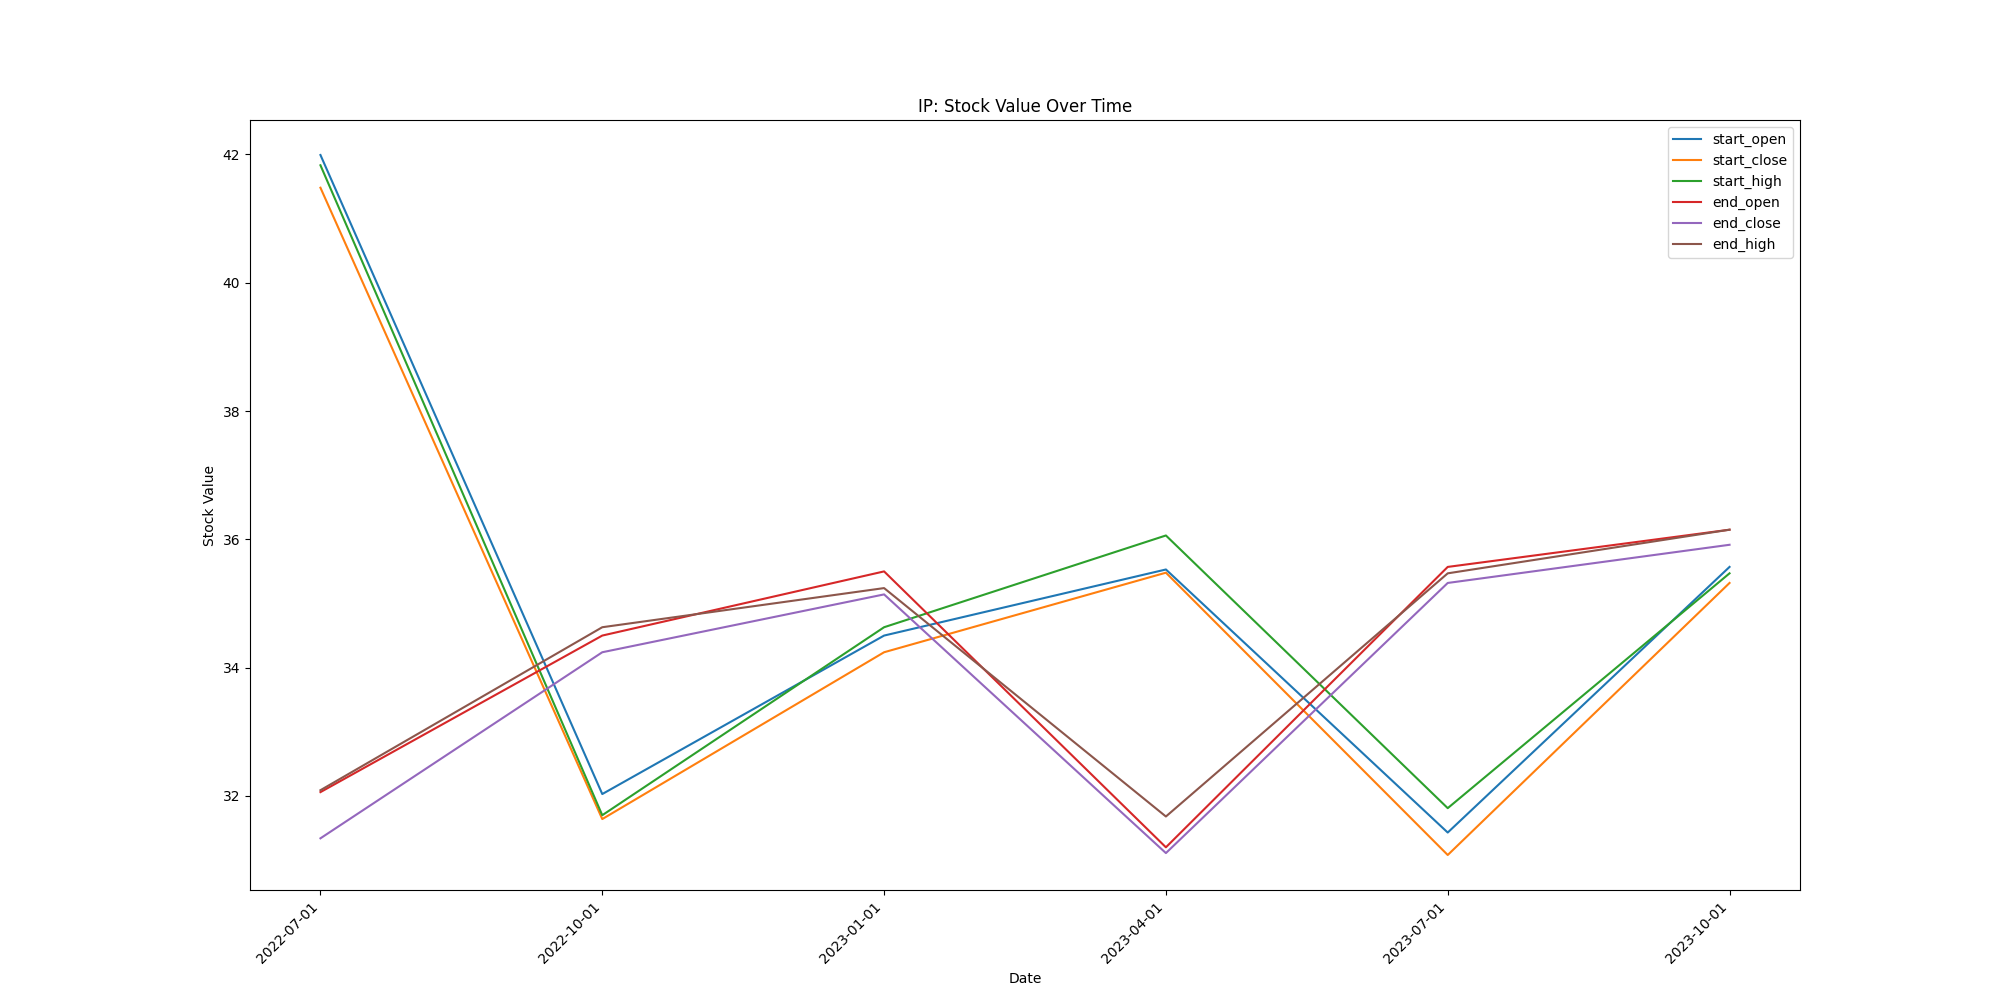 IP: Stock Value Over Time
start_open
start_close
start_high
end_open
end_close
end_high
42
40
38
36
34
32
Stock Value
2022-07-01
2022-10-01
2023-01-01
2023-04-01
2023-07-01
2023-10-01
Date